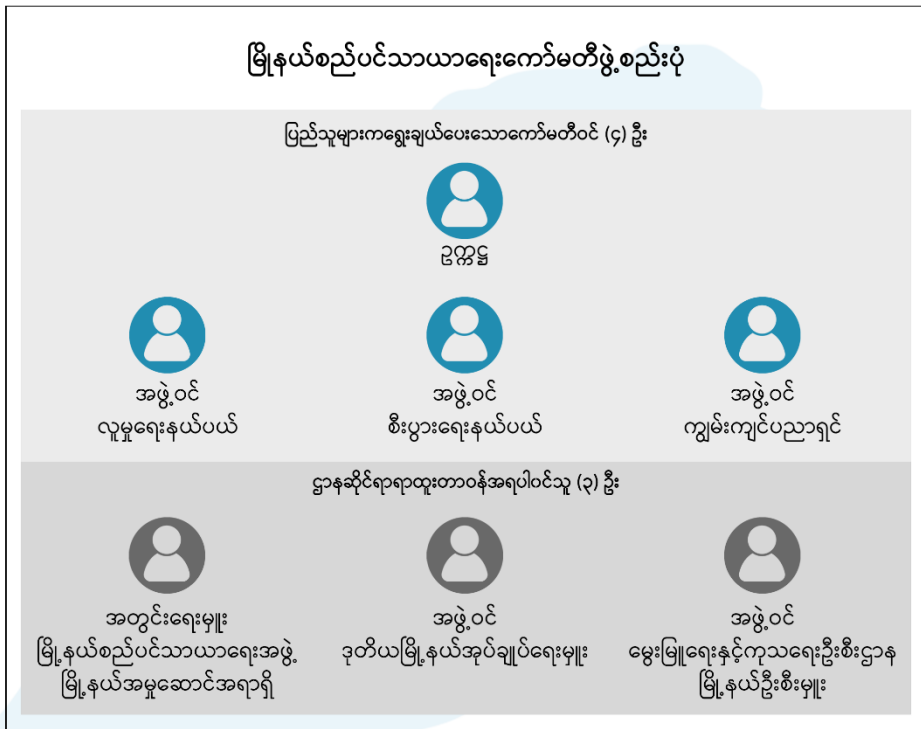 မြို့နယ်စည်ပင်သာယာရေးကော်မတီဖွဲ့စည်းပုံ
ပြည်သူများကရွေးချယ်ပေးသောကော်မတီဝင် (၄) ဦး
ဥက္ကဋ္ဌ
အဖွဲ့ဝင်
လူမှုရေးနယ်ပယ်
အဖွဲ့ဝင်
စီးပွားရေးနယ်ပယ်
အဖွဲ့ဝင်
ကျွမ်းကျင်ပညာရှင်
ဌာနဆိုင်ရာရာထူးတာဝန်အရပါဝင်သူ (၃) ဦး
အတွင်းရေးမှူး
မြို့နယ်စည်ပင်သာယာရေးအဖွဲ့
မြို့နယ်အမှုဆောင်အရာရှိ
အဖွဲ့ဝင်
ဒုတိယမြို့နယ်အုပ်ချုပ်ရေးမှူး
အဖွဲ့ဝင်
မွေးမြူရေးနှင့်ကုသရေးဦးစီးဌာန
မြို့နယ်ဦးစီးမှူး